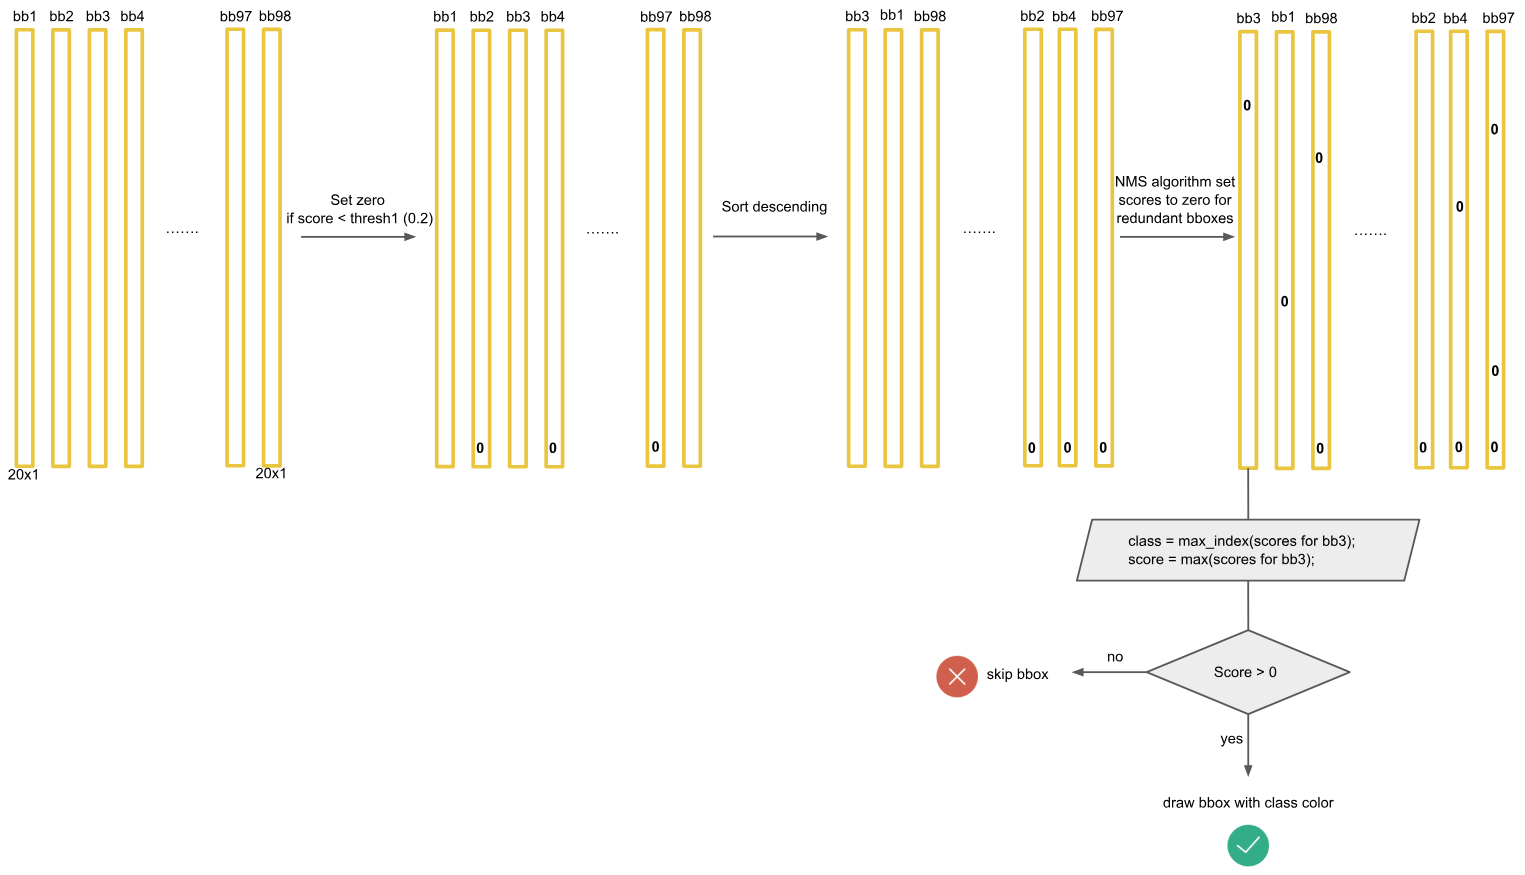 bb1 bb2 bb3 bb4 bb97 bb98 bb1 bb2 bb3 bb4 bb97 bb98 bb3 bb1 bb98 bb2 bb4 bb97 bb3 bb1 bb98 bb2 bb4 bb97
0
0
0
NMS algorithm set
scores to zero for
redundant bboxes
Set zero
if score < thresh1 (0.2)
Sort descending
0
....... ....... ....... .......
0
0
0 0 0 0 0 0 0 0 0 0
20x1 20x1
class = max_index(scores for bb3);
score = max(scores for bb3);
Score > 0
no
skip bbox
yes
draw bbox with class color